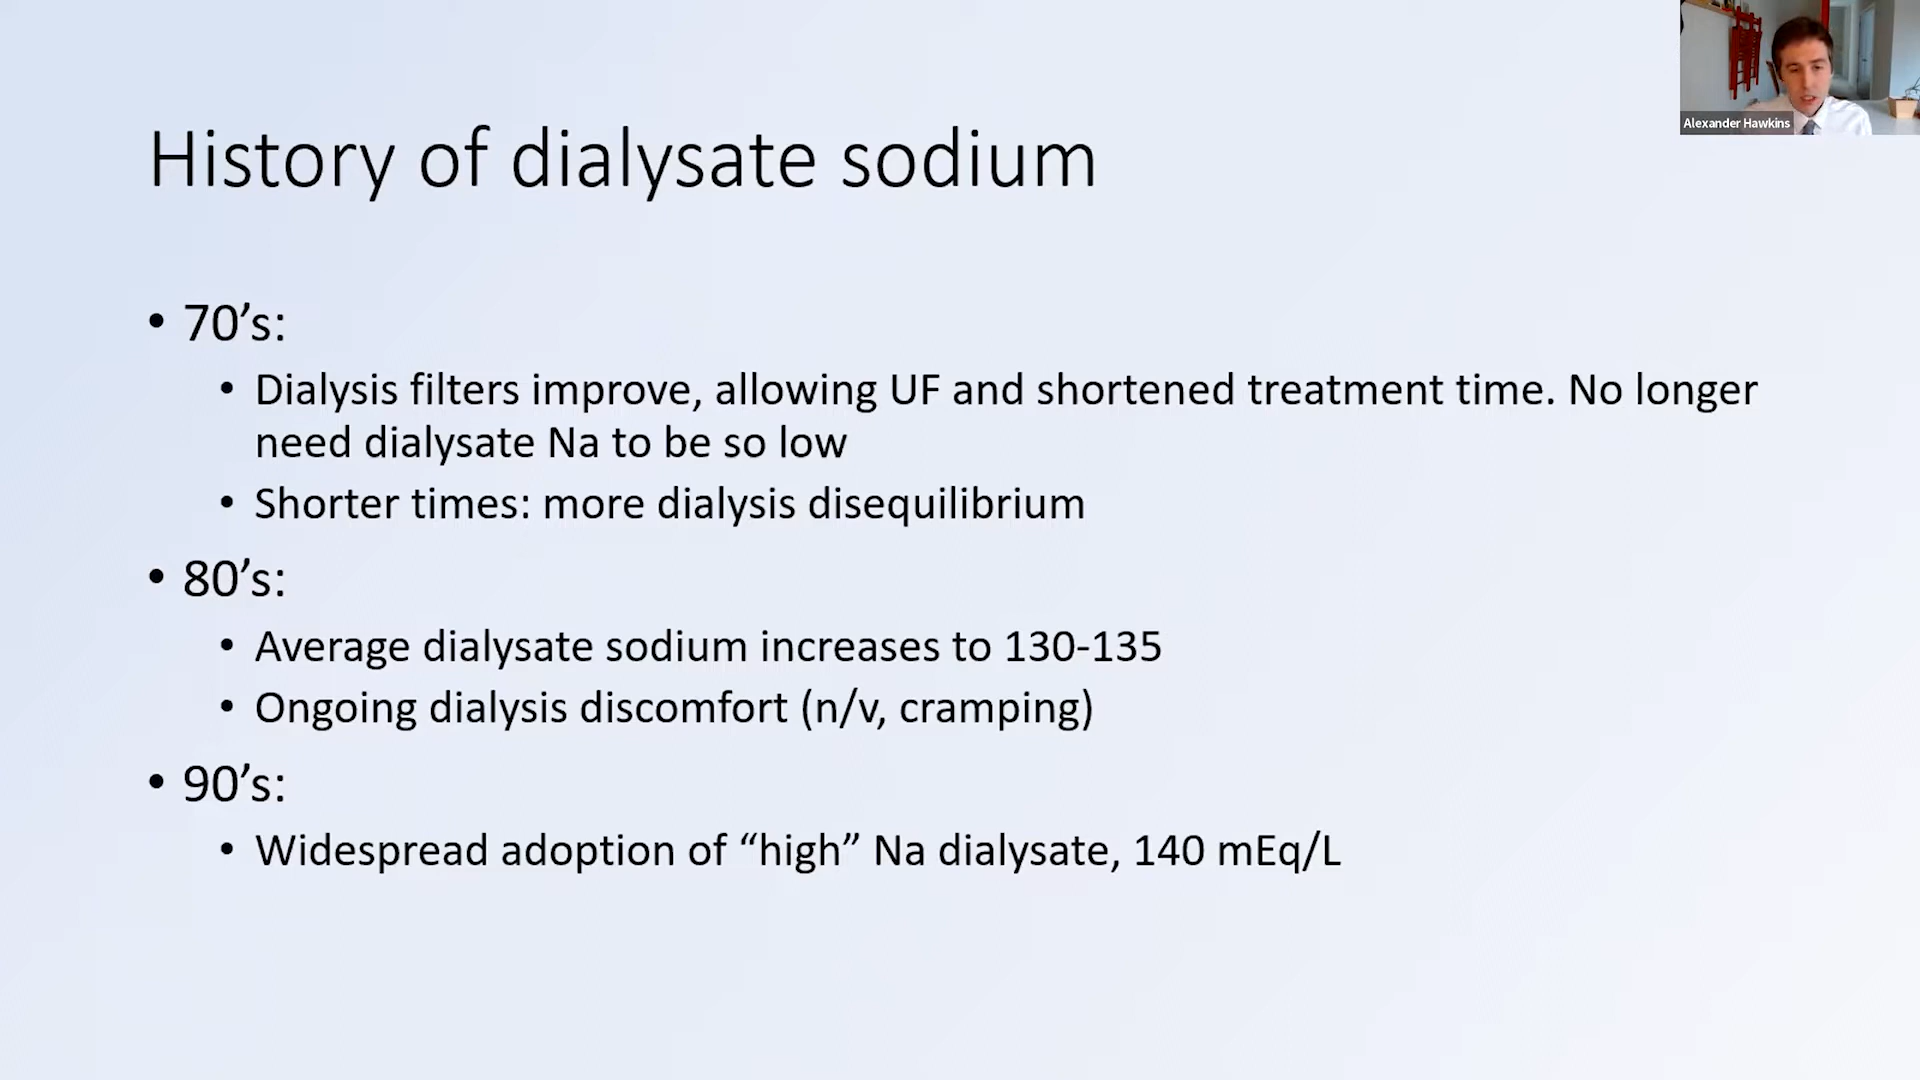 Alexander Hawkins
History of dialysate sodium
• 70’s:
• Dialysis filters improve, allowing UF and shortened treatment time. No longer
need dialysate Na to be so low
• Shorter times: more dialysis disequilibrium
• 80’s:
• Average dialysate sodium increases to 130-135
• Ongoing dialysis discomfort (n/v, cramping)
• 90’s:
• Widespread adoption of “high” Na dialysate, 140 mEq/L